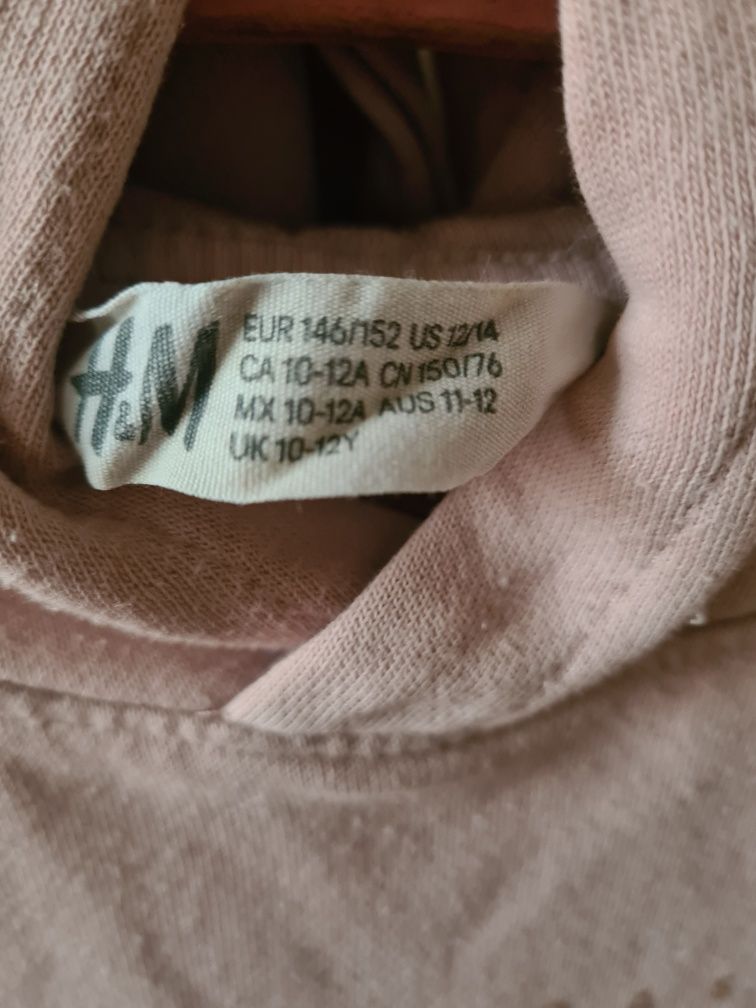 H&M
EUR 146/152 US 12/14
CA 10-12A CN 150/76
MX 10-12A AUS 11-12
UK 10-12Y